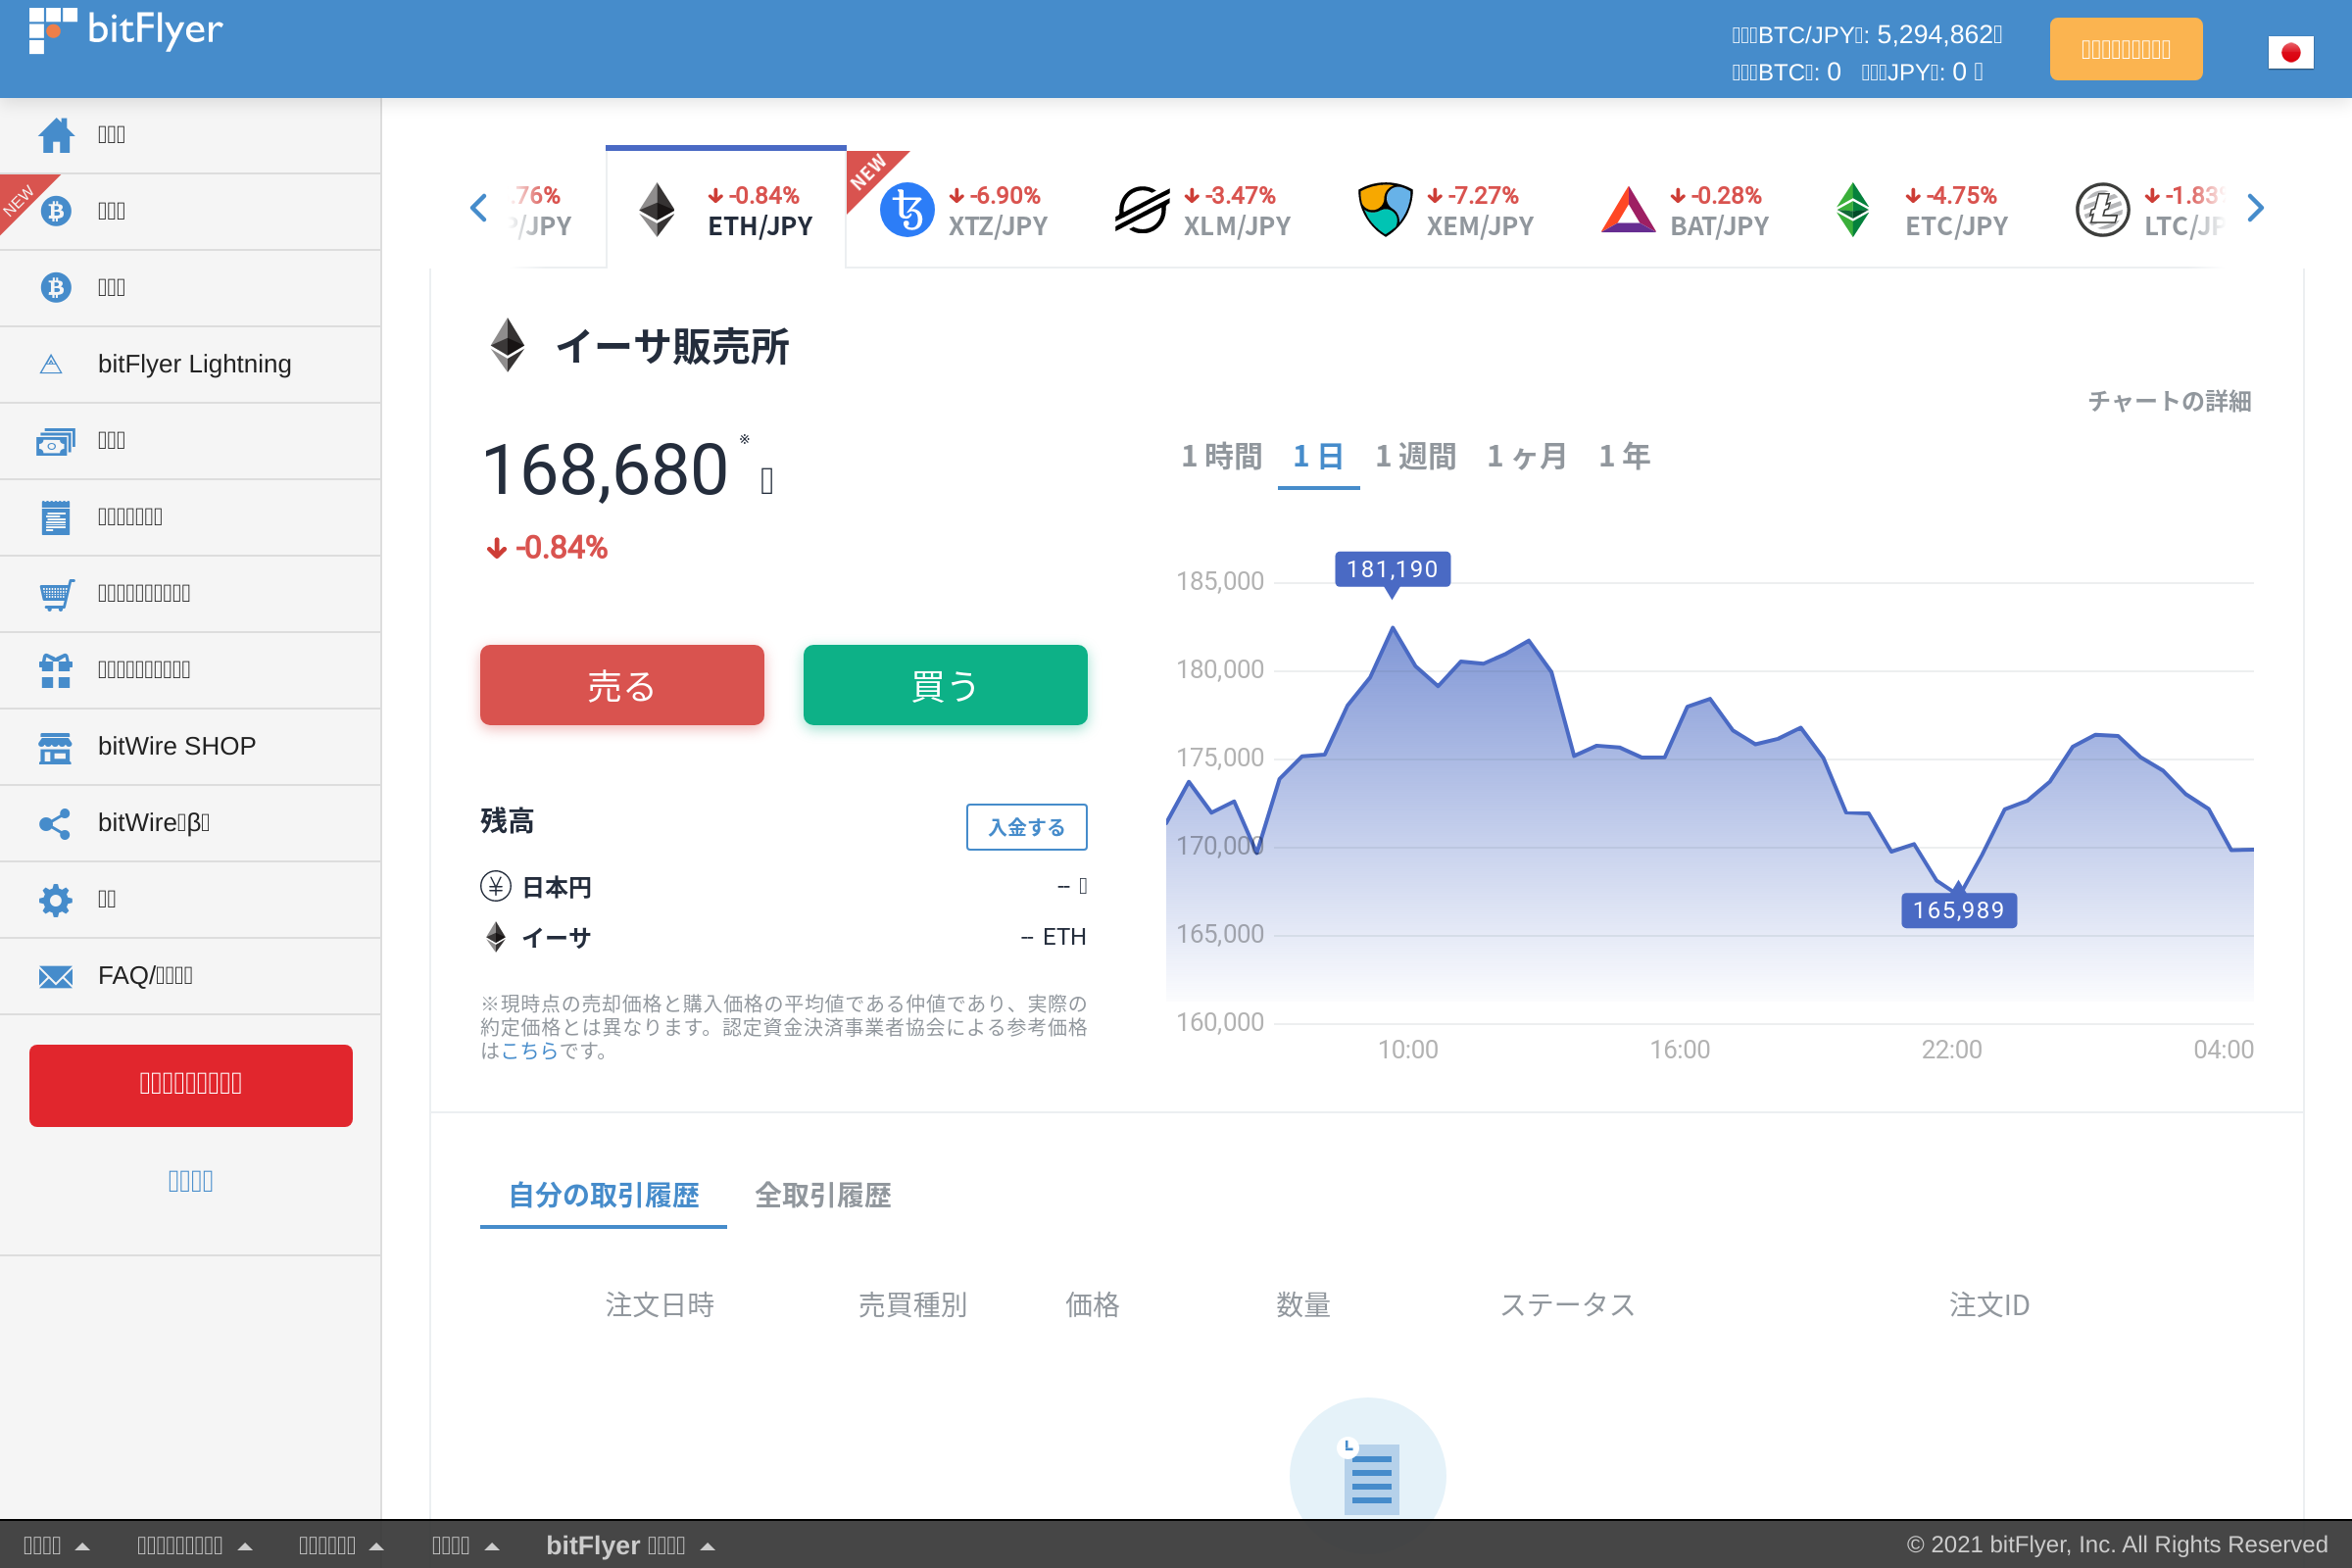 bitFlyer
BTC/JPY: 5,294,862
BTC: 0 JPY: 0
NEW
bitFlyer Lightning
bitWire SHOP
bitWire β
FAQ/
.76%
/JPY
-0.84%
ETH/JPY
NEW
-6.90%
XTZ/JPY
-3.47%
XLM/JPY
-7.27%
XEM/JPY
-0.28%
BAT/JPY
-4.75%
ETC/JPY
-1.83
LTC/JP
イーサ販売所
チャートの詳細
168,680 ※
-0.84%
1 時間 1 日 1 週間 1 ヶ月 1 年
売る
買う
残高
入金する
日本円 --
イーサ -- ETH
※現時点の売却価格と購入価格の平均値である仲値であり、実際の
約定価格とは異なります。認定資金決済事業者協会による参考価格
はこちらです。
181,190
185,000
180,000
175,000
170,000
165,989
165,000
160,000
10:00 16:00 22:00 04:00
自分の取引履歴 全取引履歴
注文日時 売買種別 価格 数量 ステータス 注文ID
bitFlyer
© 2021 bitFlyer, Inc. All Rights Reserved